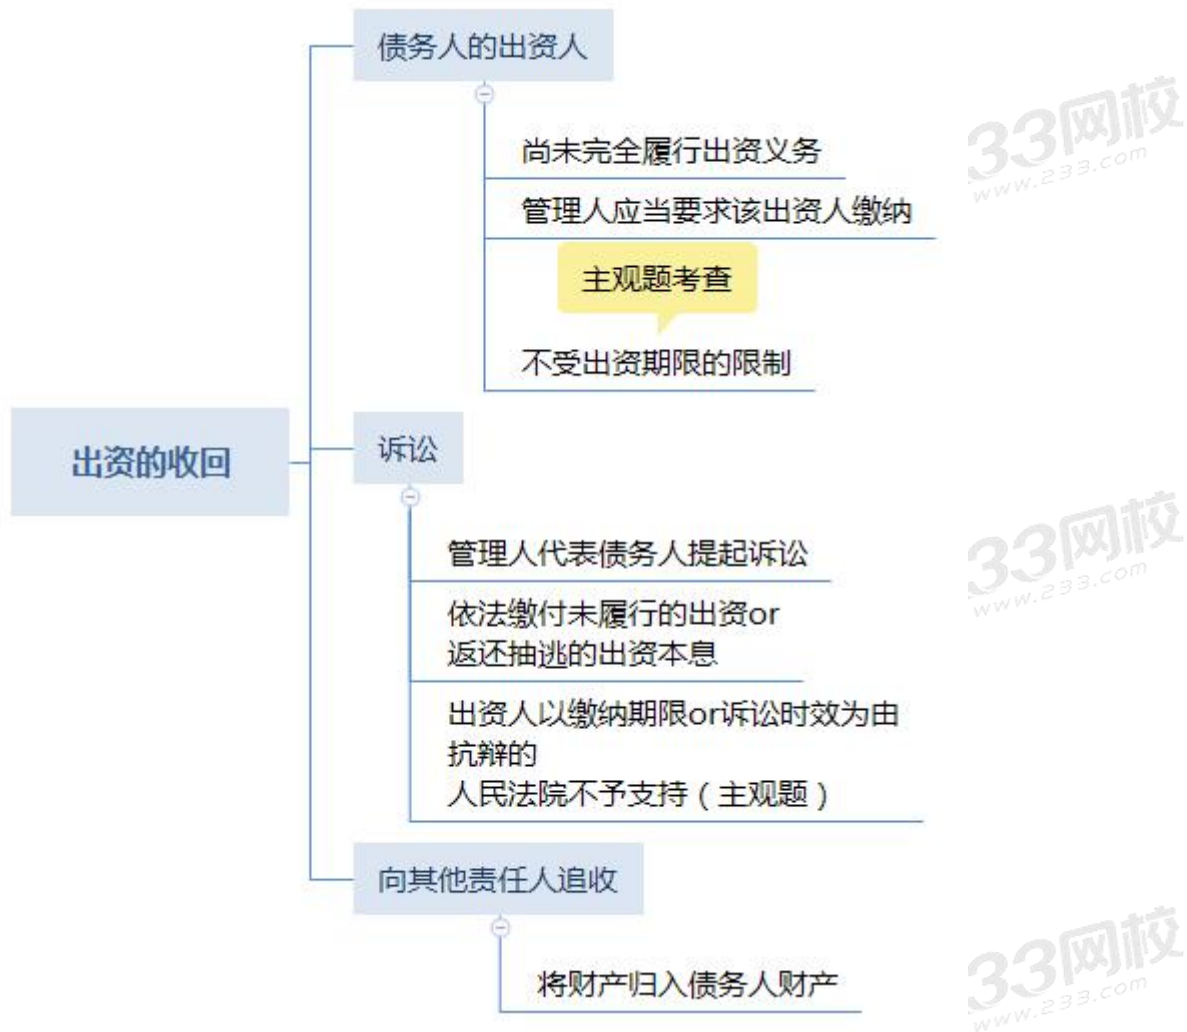 债务人的出资人
尚未完全履行出资义务
管理人应当要求该出资人缴纳
主观题考查
不受出资期限的限制
出资的收回
诉讼
管理人代表债务人提起诉讼
依法缴付未履行的出资or
返还抽逃的出资本息
出资人以缴纳期限or诉讼时效为由
抗辩的
人民法院不予支持（主观题）
向其他责任人追收
将财产归入债务人财产
33网校
www.233.com
33网校
www.233.com
33网校
www.233.com